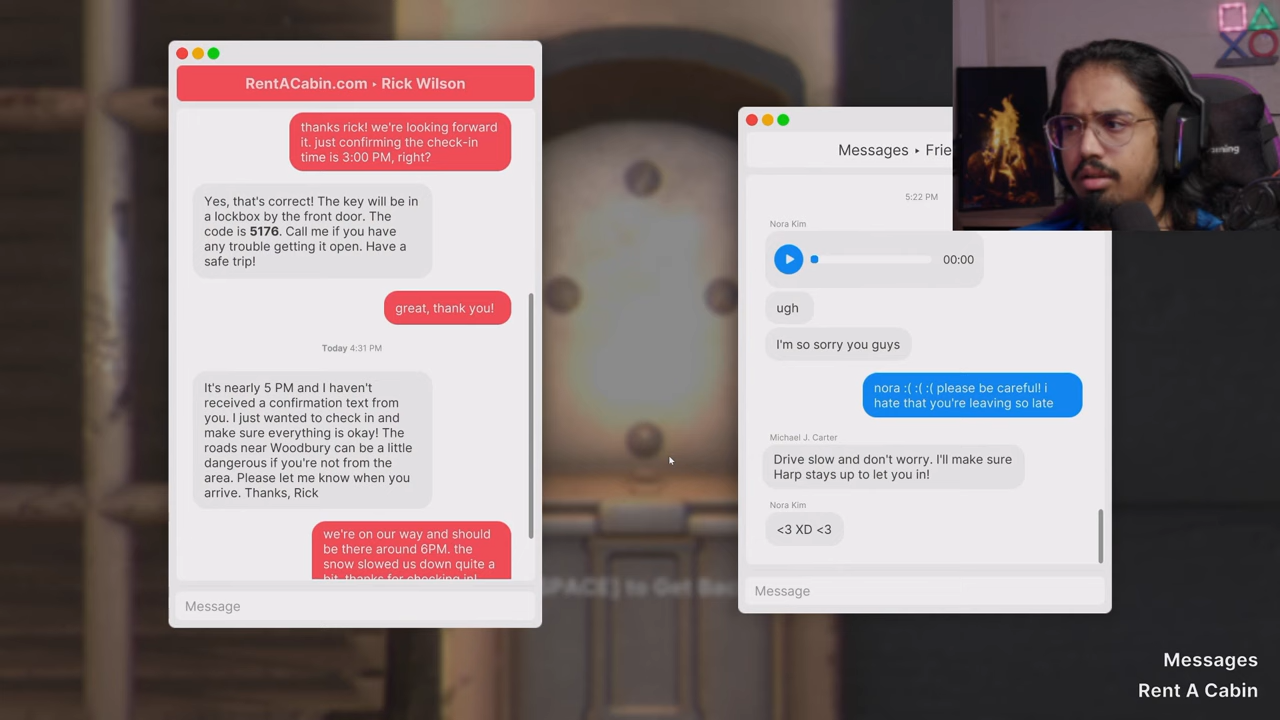 RentACabin.com ‣ Rick Wilson
thanks rick! we're looking forward
it. just confirming the check-in
time is 3:00 PM, right?
Yes, that's correct! The key will be in
a lockbox by the front door. The
code is 5176. Call me if you have
any trouble getting it open. Have a
safe trip!
great, thank you!
Today 4:31 PM
It's nearly 5 PM and I haven't
received a confirmation text from
you. I just wanted to check in and
make sure everything is okay! The
roads near Woodbury can be a little
dangerous if you're not from the
area. Please let me know when you
arrive. Thanks, Rick
we're on our way and should
be there around 6PM. the
snow slowed us down quite a
bit. thanks for checking in!
Message
SPACE] to Get Bac
Messages ‣ Frie
5:22 PM
Nora Kim
00:00
ugh
I'm so sorry you guys
nora :( :( :( please be careful! i
hate that you're leaving so late
Michael J. Carter
Drive slow and don't worry. I'll make sure
Harp stays up to let you in!
Nora Kim
<3 XD <3
Message
Messages
Rent A Cabin